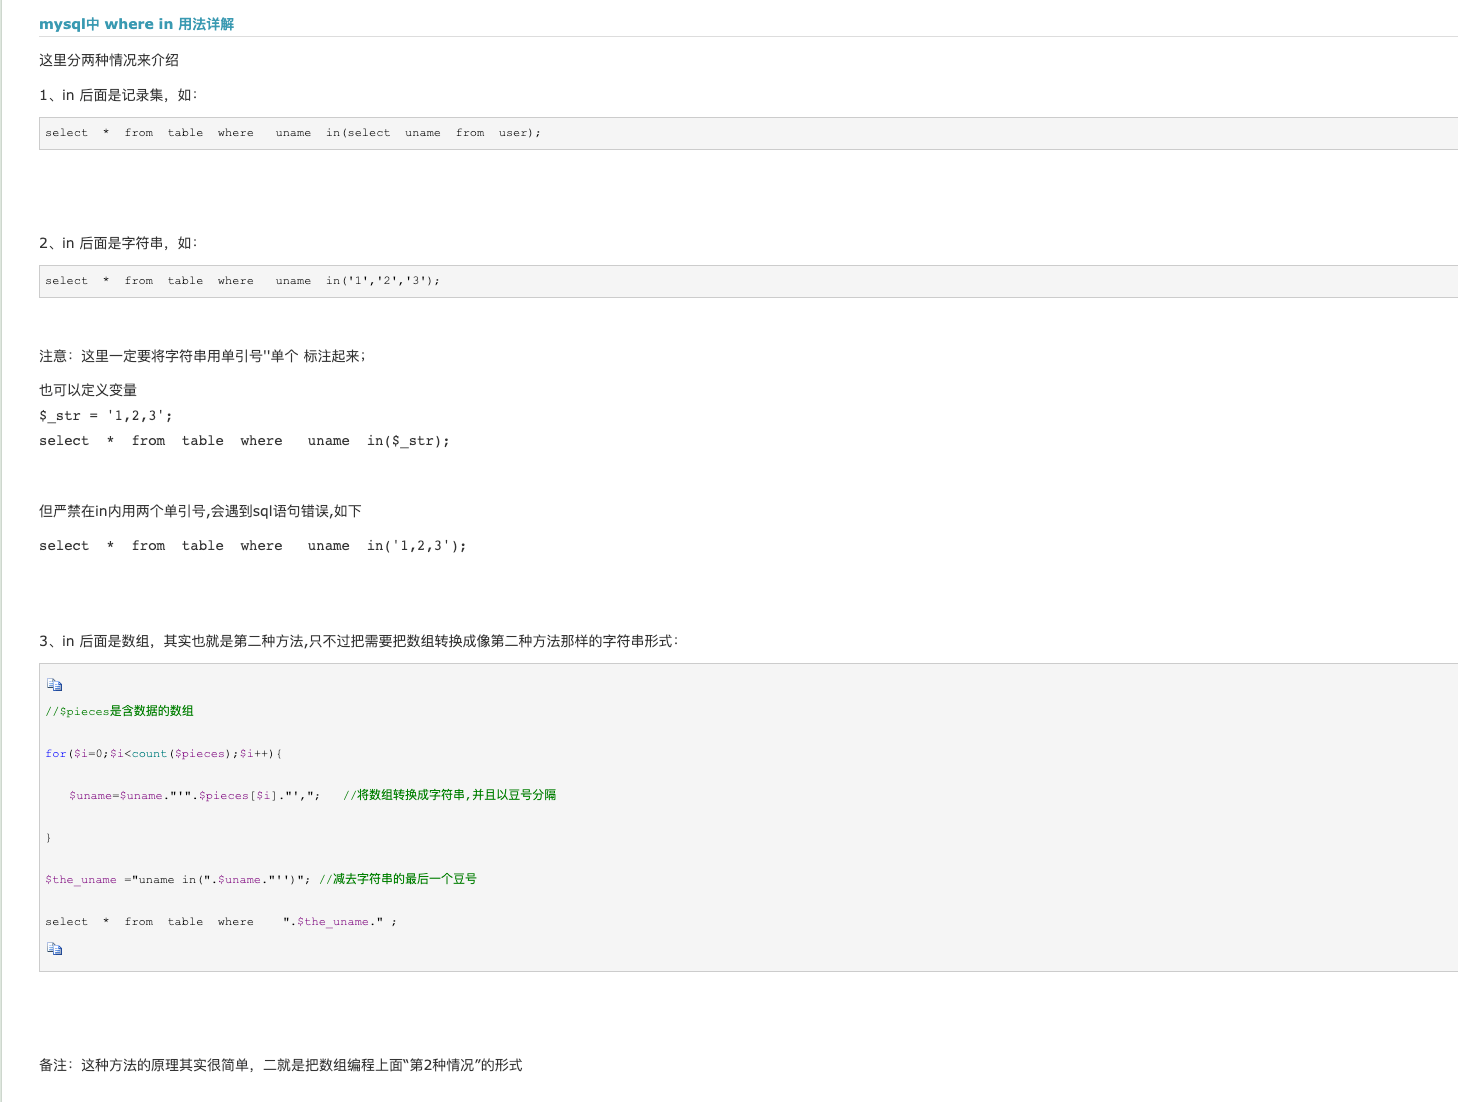 mysql中 where in 用法详解
这里分两种情况来介绍
1、in 后面是记录集，如：
select  *  from  table  where   uname  in(select  uname  from  user);
2、in 后面是字符串，如：
select  *  from  table  where   uname  in('1','2','3');
注意：这里一定要将字符串用单引号''单个 标注起来；
也可以定义变量
$_str = '1,2,3';
select  *  from  table  where   uname  in($_str);
但严禁在in内用两个单引号,会遇到sql语句错误,如下
select  *  from  table  where   uname  in('1,2,3');
3、in 后面是数组，其实也就是第二种方法,只不过把需要把数组转换成像第二种方法那样的字符串形式：
//$pieces是含数据的数组
for($i=0;$i<count($pieces);$i++){
$uname=$uname."'".$pieces[$i]."',";   //将数组转换成字符串,并且以豆号分隔
}
$the_uname ="uname in(".$uname."'')"; //减去字符串的最后一个豆号
select  *  from  table  where    ".$the_uname." ;
备注：这种方法的原理其实很简单，二就是把数组编程上面“第2种情况”的形式